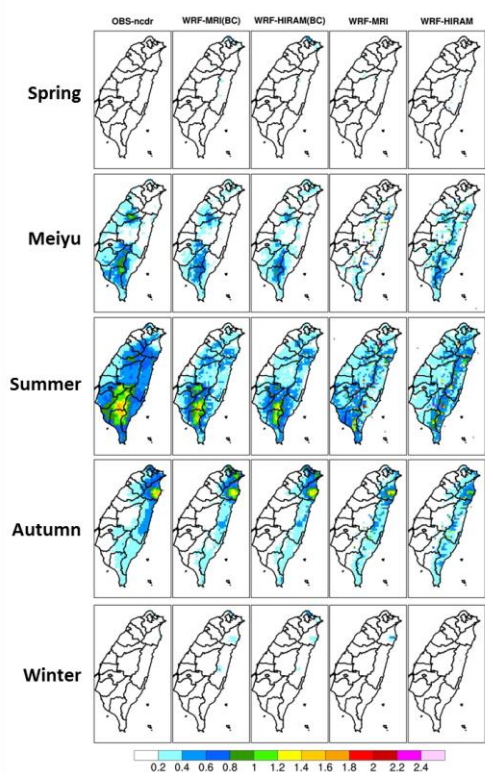 OBS-ncdr WRF-MRI(BC) WRF-HIRAM(BC) WRF-MRI WRF-HIRAM
Spring
Meiyu
Summer
Autumn
Winter
0.2 0.4 0.6 0.8 1 1.2 1.4 1.6 1.8 2 2.2 2.4